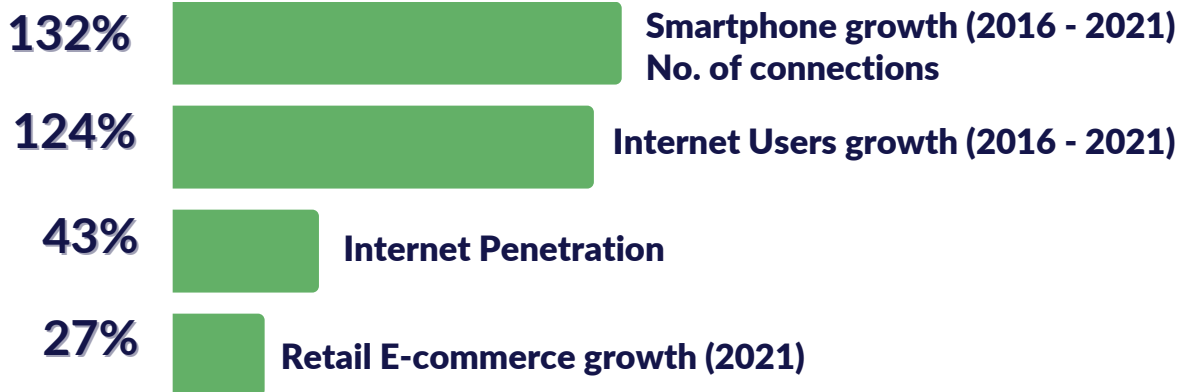 132%
Smartphone growth (2016 - 2021)
No. of connections
124%
Internet Users growth (2016 - 2021)
43%
Internet Penetration
27%
Retail E-commerce growth (2021)